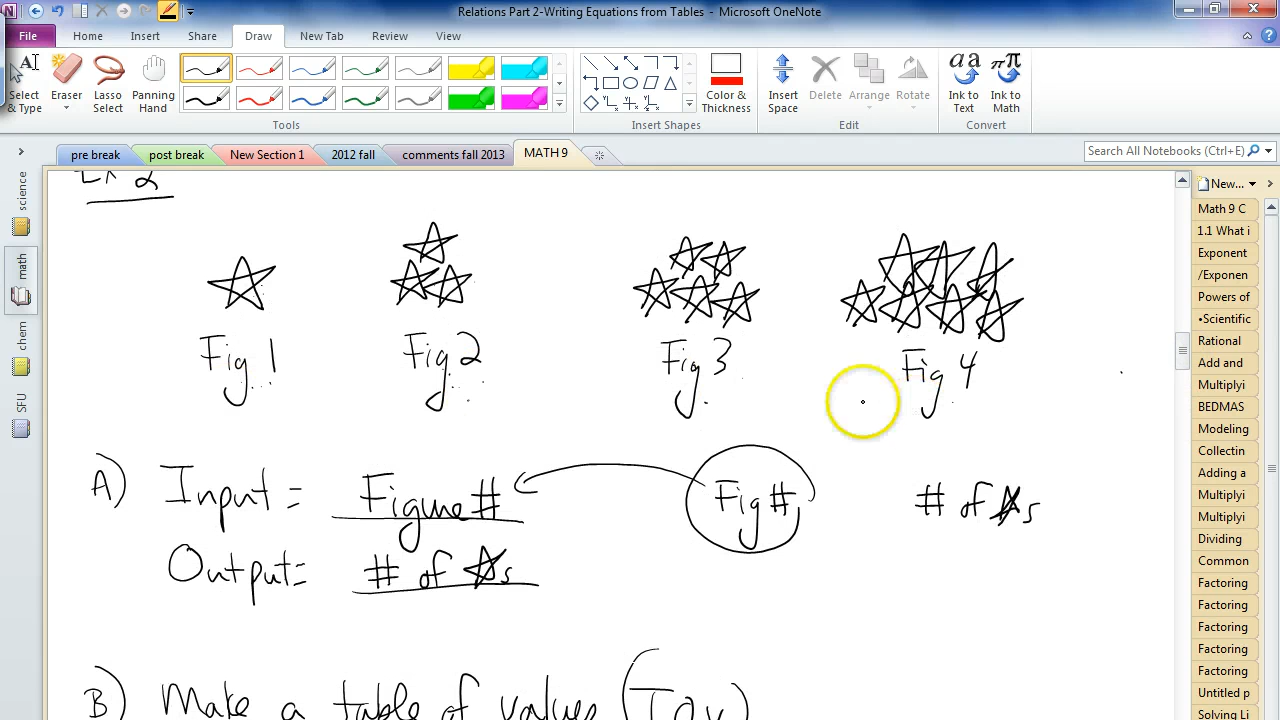 Relations Part 2-Writing Equations from Tables - Microsoft OneNote
File Home Insert Share Draw New Tab Review View
Select & Type
Eraser
Lasso Select
Panning Hand
Color & Thickness
Insert Space
Delete
Arrange
Rotate
Ink to Text
Ink to Math
Tools
Insert Shapes
Edit
Convert
pre break
post break
New Section 1
2012 fall
comments fall 2013
MATH 9
Search All Notebooks (Ctrl+E)
science
math
chem
SFU
Ex 2
Fig 1 Fig 2 Fig 3 Fig 4
A) Input = Figure # Fig # # of ☆s
Output = # of ☆s
B) Make a table of values (T.O.V)
New...
Math 9 C
1.1 What i
Exponent
/Exponen
Powers of
•Scientific
Rational
Add and
Multiplyi
BEDMAS
Modeling
Collectin
Adding a
Multiplyi
Multiplyi
Dividing
Common
Factoring
Factoring
Factoring
Factoring
Factoring
Untitled p
Solving Li